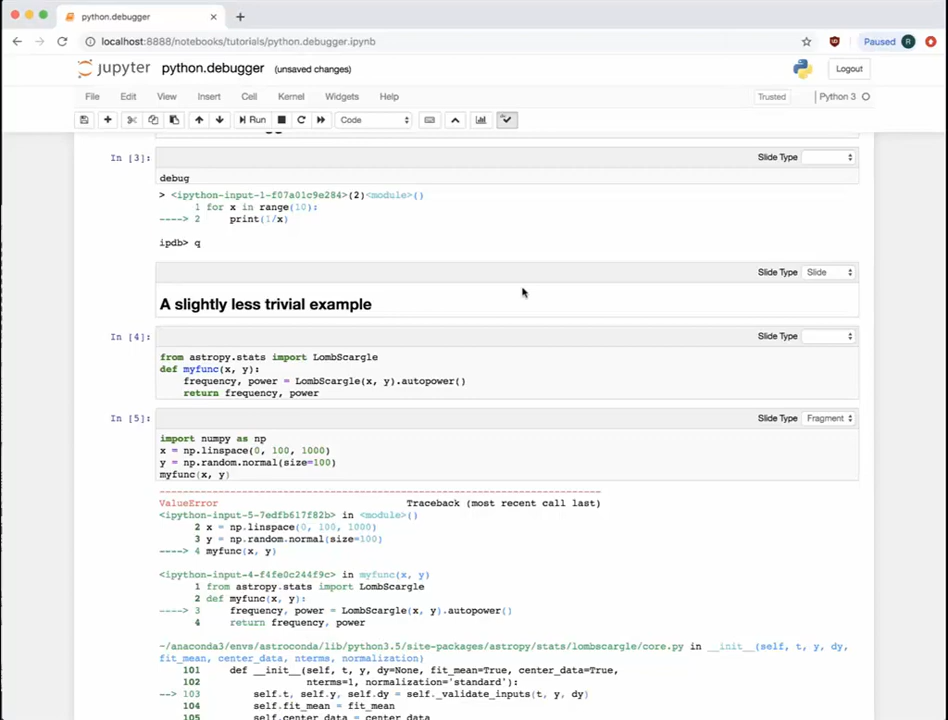 python.debugger
localhost:8888/notebooks/tutorials/python.debugger.ipynb
Paused R
jupyter python.debugger (unsaved changes)
Logout
File Edit View Insert Cell Kernel Widgets Help
Trusted Python 3
Run Code
In [3]:
Slide Type
debug
> <ipython-input-1-f07a01c9e284>(2)<module>()
1 for x in range(10):
----> 2 print(1/x)
ipdb> q
Slide Type Slide
A slightly less trivial example
In [4]:
Slide Type
from astropy.stats import LombScargle
def myfunc(x, y):
frequency, power = LombScargle(x, y).autopower()
return frequency, power
In [5]:
Slide Type Fragment
import numpy as np
x = np.linspace(0, 100, 1000)
y = np.random.normal(size=100)
myfunc(x, y)
ValueError Traceback (most recent call last)
<ipython-input-5-7edfb617f82b> in <module>()
2 x = np.linspace(0, 100, 1000)
3 y = np.random.normal(size=100)
----> 4 myfunc(x, y)
<ipython-input-4-f4fe0c244f9c> in myfunc(x, y)
1 from astropy.stats import LombScargle
2 def myfunc(x, y):
----> 3 frequency, power = LombScargle(x, y).autopower()
4 return frequency, power
~/anaconda3/envs/astroconda/lib/python3.5/site-packages/astropy/stats/lombscargle/core.py in __init__(self, t, y, dy,
fit_mean, center_data, nterms, normalization)
101 def __init__(self, t, y, dy=None, fit_mean=True, center_data=True,
102 nterms=1, normalization='standard'):
--> 103 self.t, self.y, self.dy = self._validate_inputs(t, y, dy)
104 self.fit_mean = fit_mean
105 self.center_data = center_data